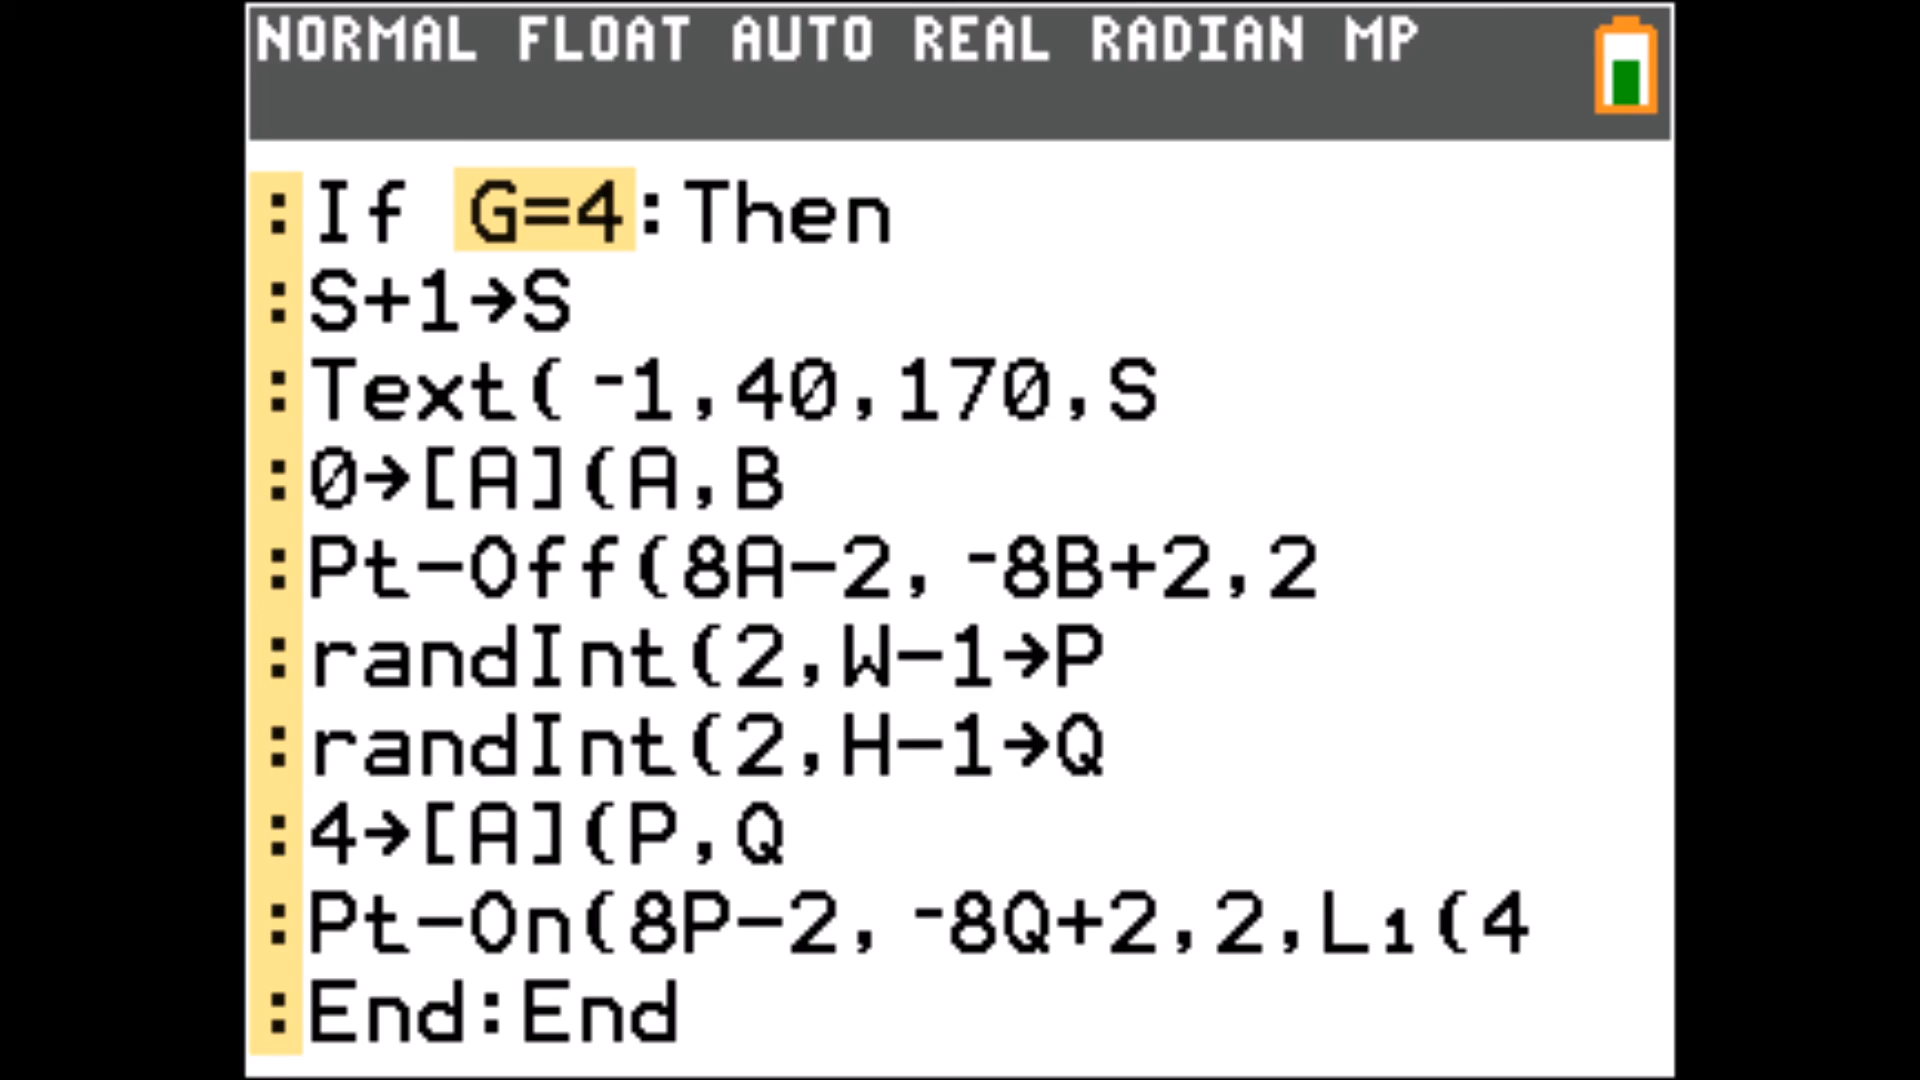 NORMAL FLOAT AUTO REAL RADIAN MP
:If G=4:Then
:S+1→S
:Text(⁻1,40,170,S
:0→[A](A,B
:Pt-Off(8A-2,⁻8B+2,2
:randInt(2,W-1→P
:randInt(2,H-1→Q
:4→[A](P,Q
:Pt-On(8P-2,⁻8Q+2,2,L₁(4
:End:End